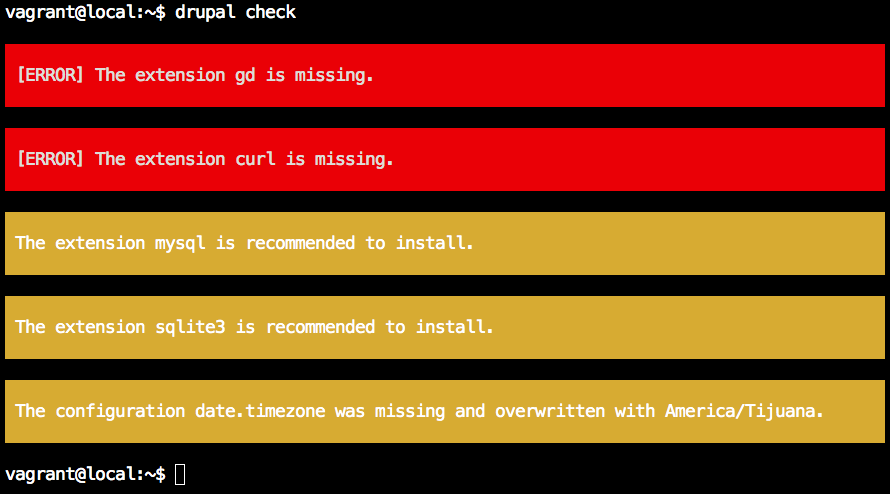 vagrant@local:~$ drupal check
[ERROR] The extension gd is missing.
[ERROR] The extension curl is missing.
The extension mysql is recommended to install.
The extension sqlite3 is recommended to install.
The configuration date.timezone was missing and overwritten with America/Tijuana.
vagrant@local:~$